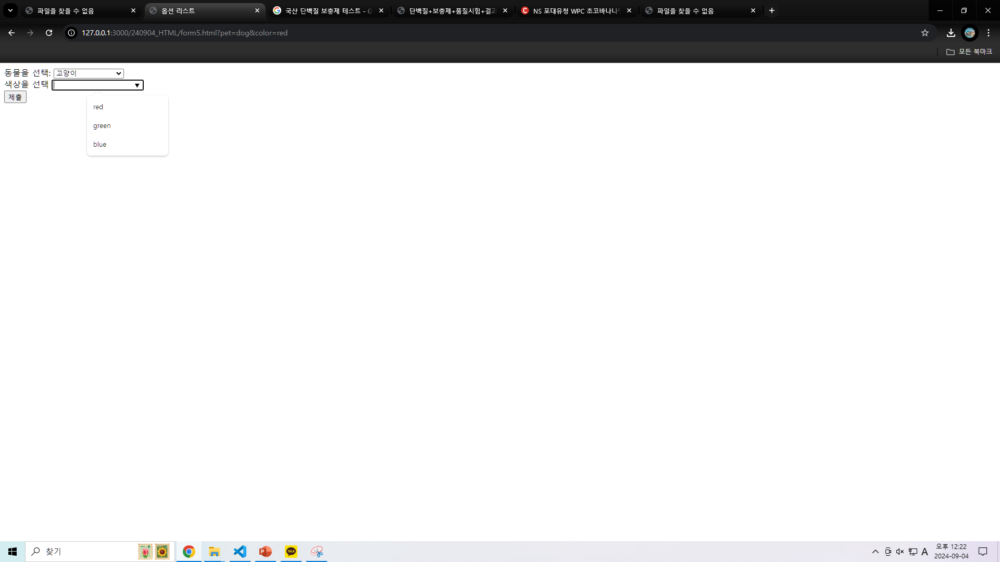 파일을 찾을 수 없음
옵션 리스트
국산 단백질 보충제 테스트 - G
단백질+보충제+품질시험+결과
NS 포대유청 WPC 초코바나나맛
파일을 찾을 수 없음
127.0.0.1:3000/240904_HTML/form5.html?pet=dog&color=red
모든 북마크
동물을 선택: 고양이
색상을 선택
제출
red
green
blue
찾기
TALK
A
오후 12:22
2024-09-04